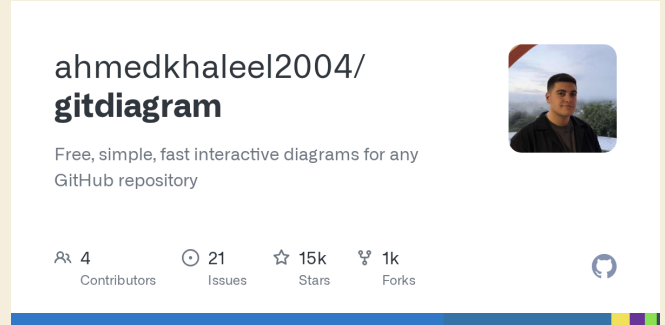 ahmedkhaleel2004/
gitdiagram
Free, simple, fast interactive diagrams for any
GitHub repository
4
Contributors
21
Issues
15k
Stars
1k
Forks